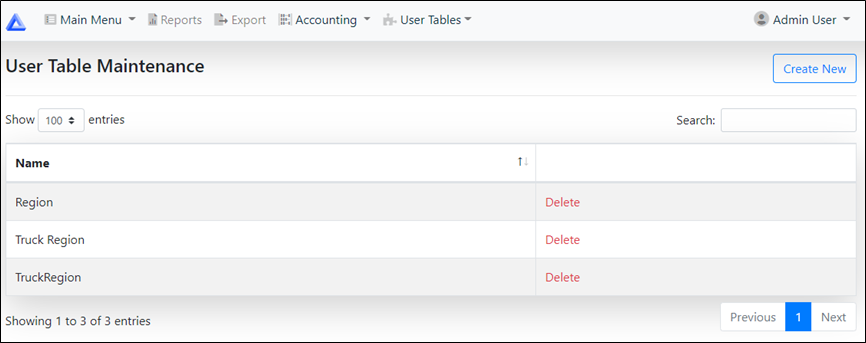 Main Menu Reports Export Accounting User Tables Admin User
User Table Maintenance Create New
Show 100 entries Search:
Name
Region Delete
Truck Region Delete
TruckRegion Delete
Showing 1 to 3 of 3 entries Previous 1 Next